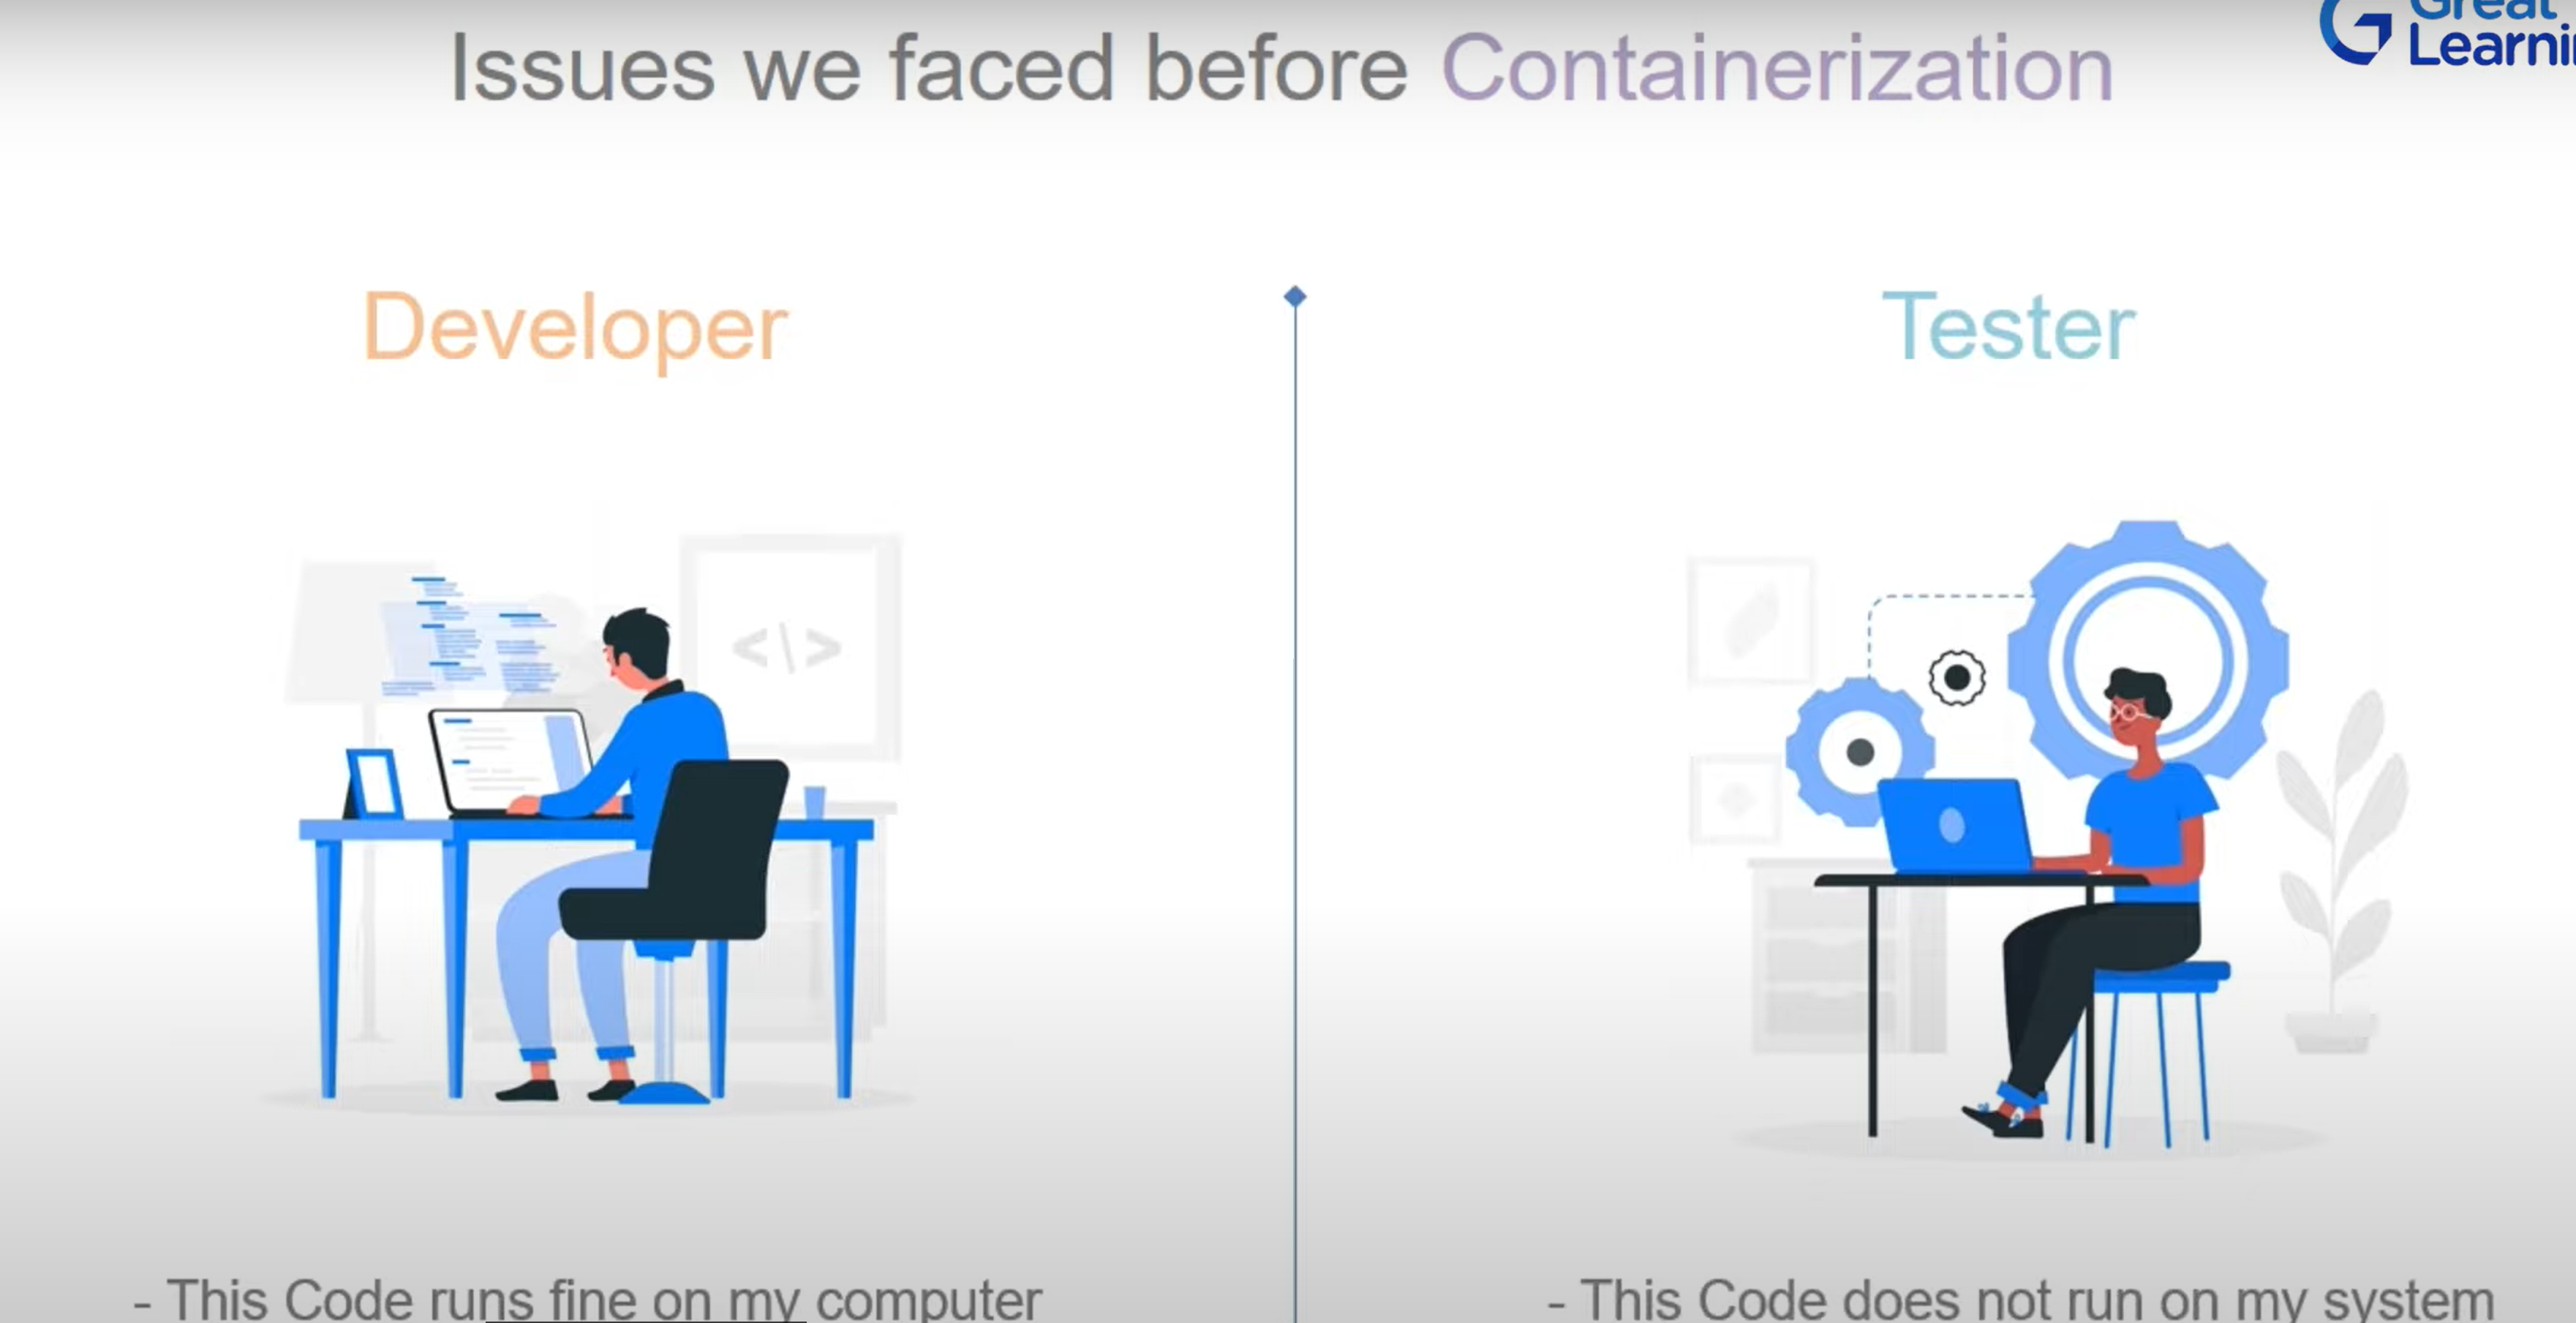 Issues we faced before Containerization
Great
Learni
Developer
Tester
<\>
- This Code runs fine on my computer
- This Code does not run on my system